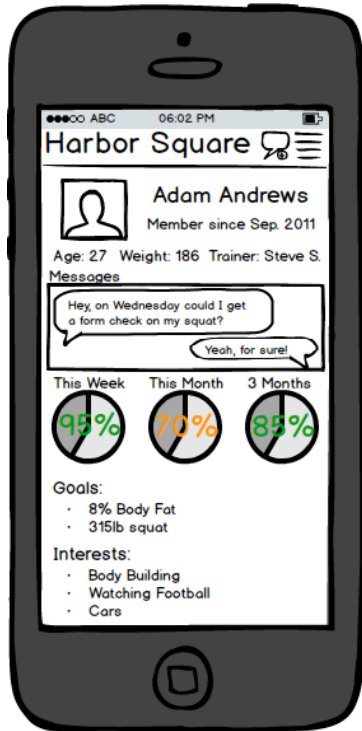 ABC 06:02 PM
Harbor Square
Adam Andrews
Member since Sep. 2011
Age: 27 Weight: 186 Trainer: Steve S.
Messages
Hey, on Wednesday could I get
a form check on my squat?
Yeah, for sure!
This Week This Month 3 Months
95% 70% 85%
Goals:
· 8% Body Fat
· 315lb squat
Interests:
· Body Building
· Watching Football
· Cars